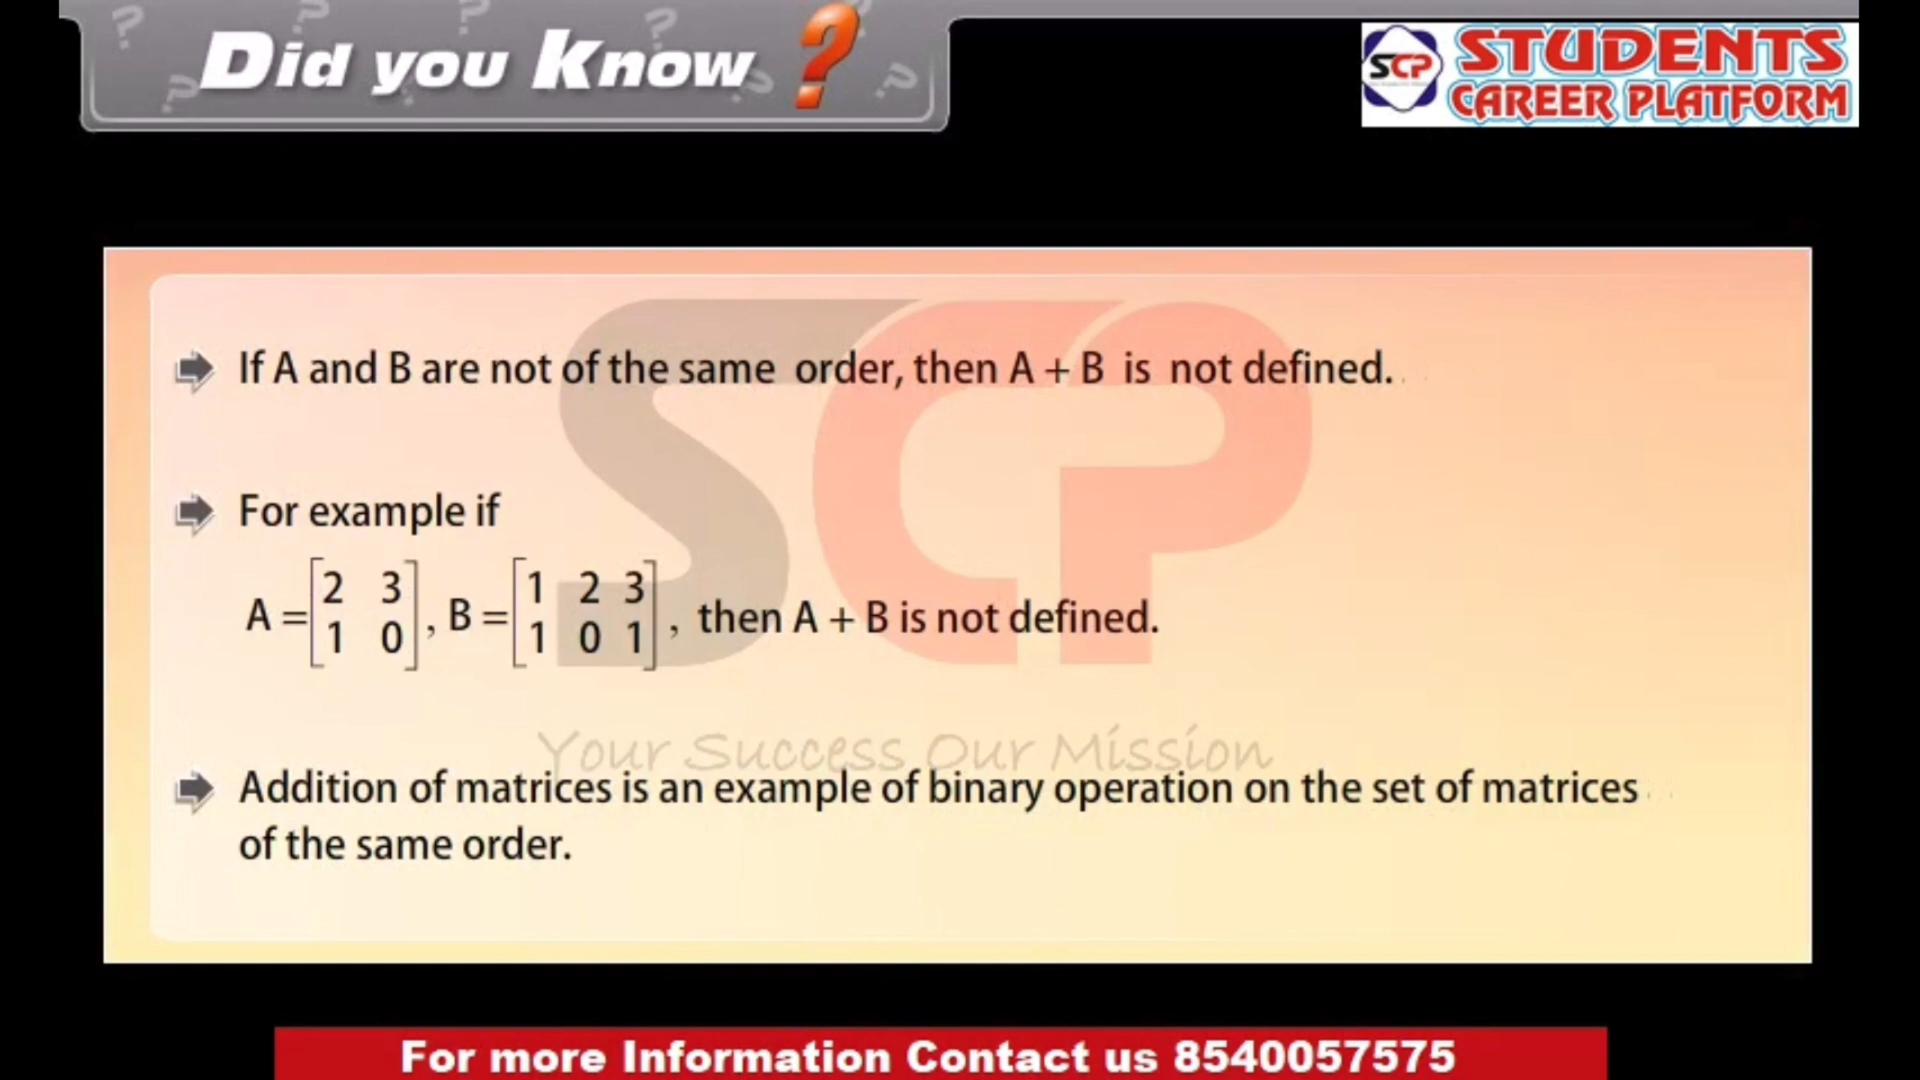 Did you Know ?
SCP STUDENTS
CAREER PLATFORM
If A and B are not of the same order, then A + B is not defined.
For example if
A = [2 3
1 0], B = [1 2 3
1 0 1], then A + B is not defined.
SCP
Your Success Our Mission
Addition of matrices is an example of binary operation on the set of matrices
of the same order.
For more Information Contact us 8540057575